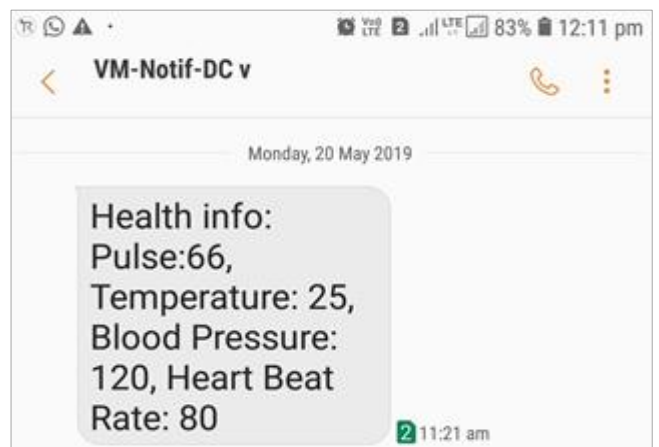 83% 12:11 pm
VM-Notif-DC v
Monday, 20 May 2019
Health info:
Pulse:66,
Temperature: 25,
Blood Pressure:
120, Heart Beat
Rate: 80
2 11:21 am